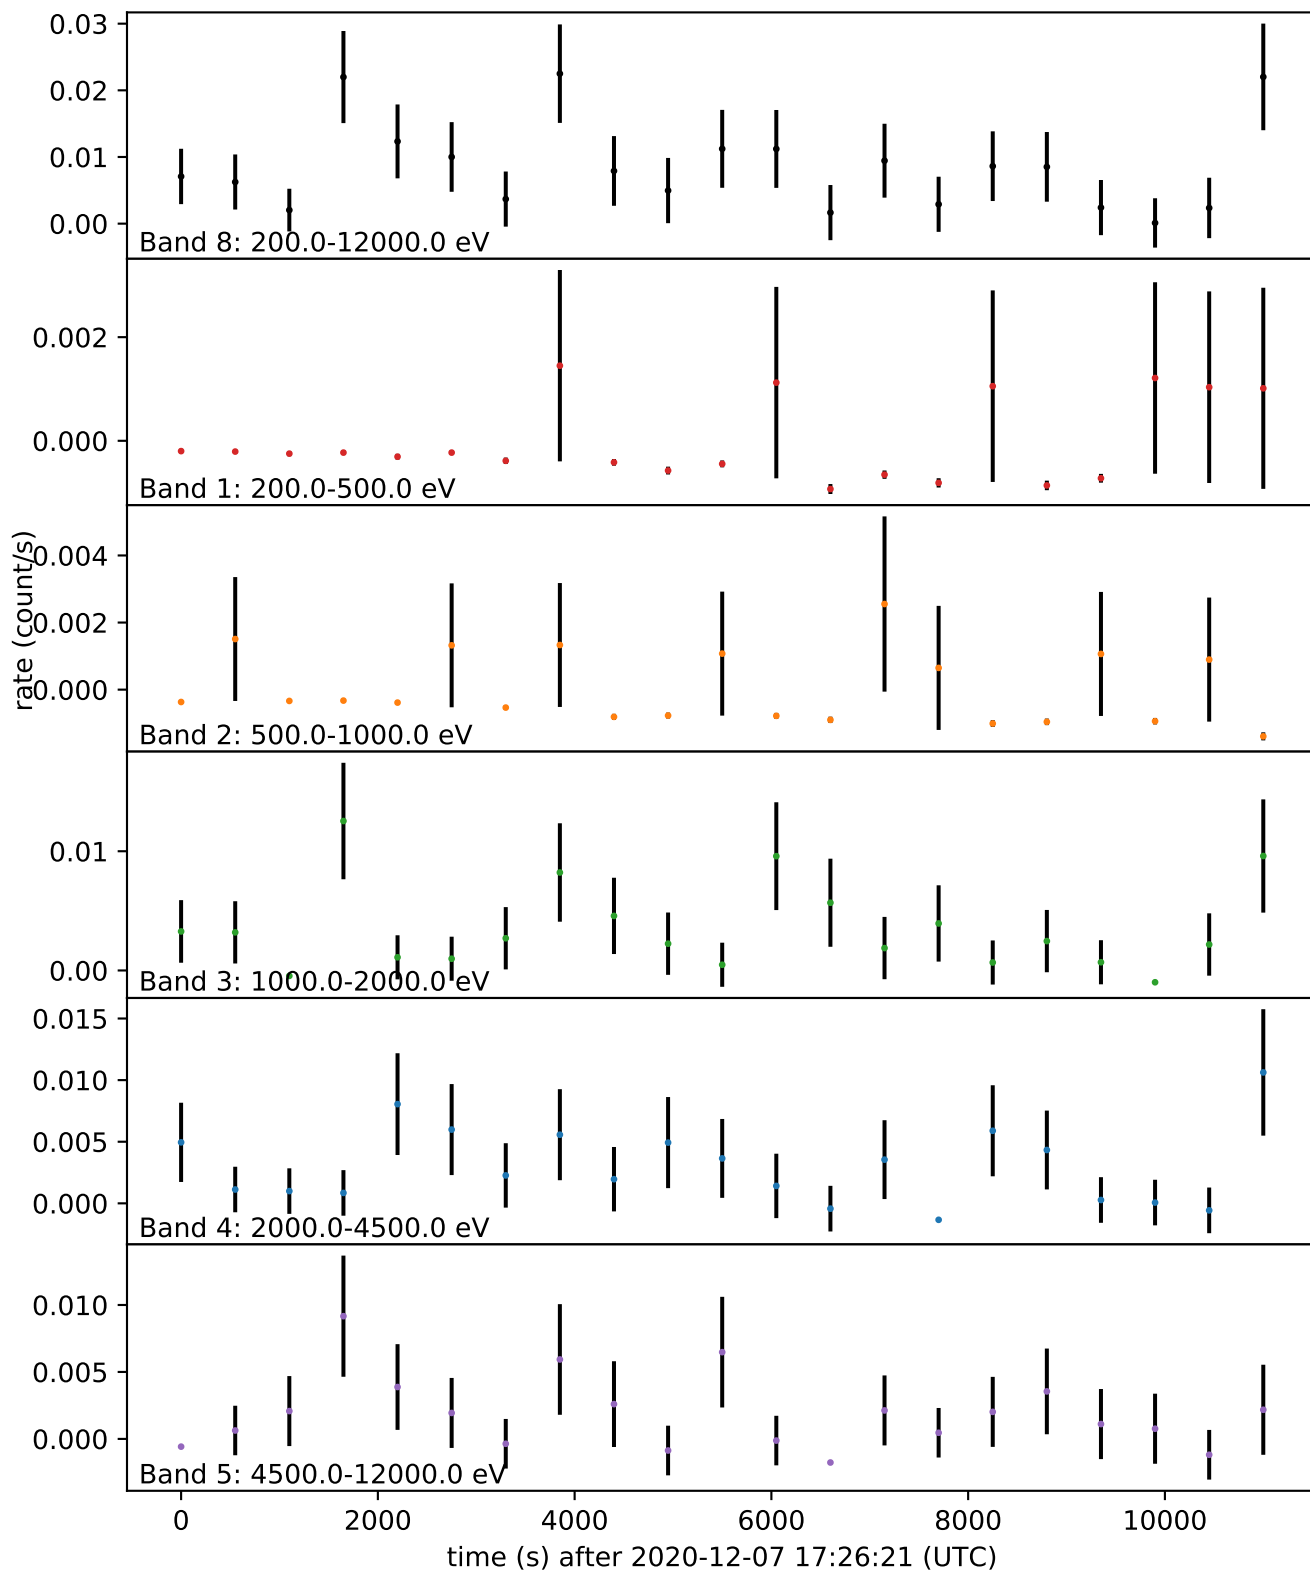 0.03
0.02
0.01
0.00
Band 8: 200.0-12000.0 eV
0.002
0.000
Band 1: 200.0-500.0 eV
rate (count/s)
0.004
0.002
0.000
Band 2: 500.0-1000.0 eV
0.01
0.00
Band 3: 1000.0-2000.0 eV
0.015
0.010
0.005
0.000
Band 4: 2000.0-4500.0 eV
0.010
0.005
0.000
Band 5: 4500.0-12000.0 eV
0 2000 4000 6000 8000 10000
time (s) after 2020-12-07 17:26:21 (UTC)